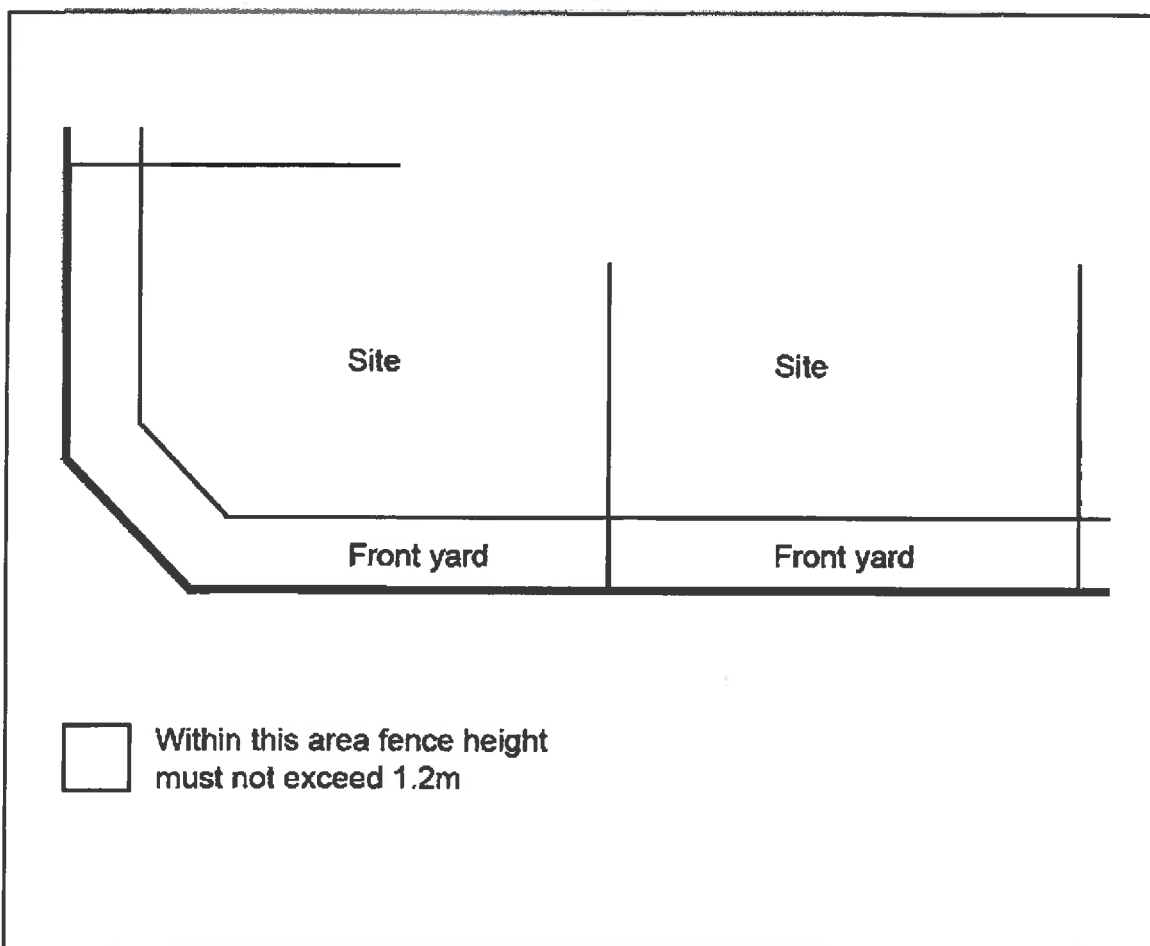 Site
Site
Front yard
Front yard
Within this area fence height
must not exceed 1.2m